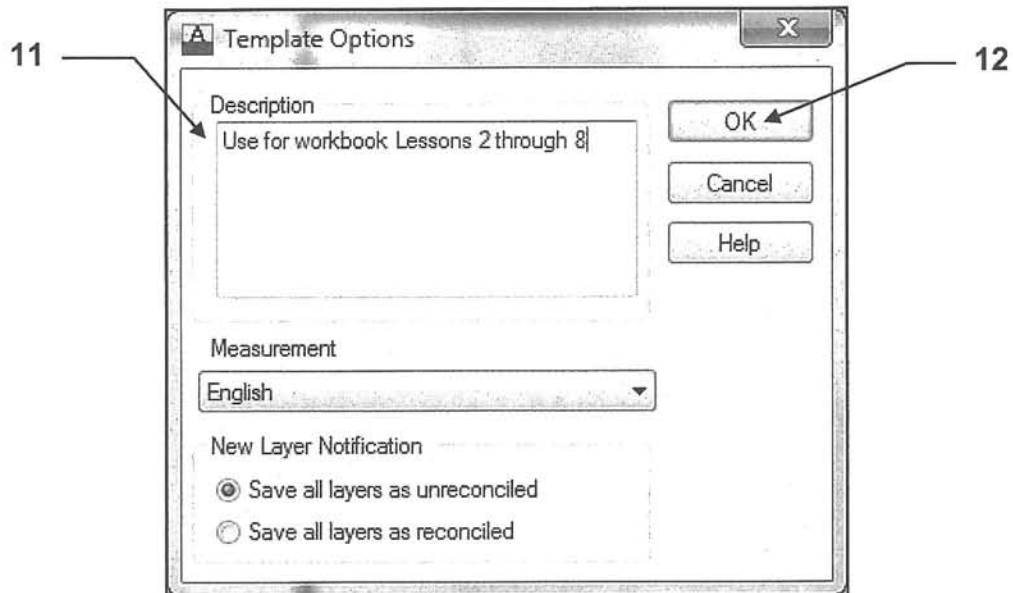 A Template Options X
11
12
Description
Use for workbook Lessons 2 through 8
OK
Cancel
Help
Measurement
English
New Layer Notification
Save all layers as unreconciled
Save all layers as reconciled